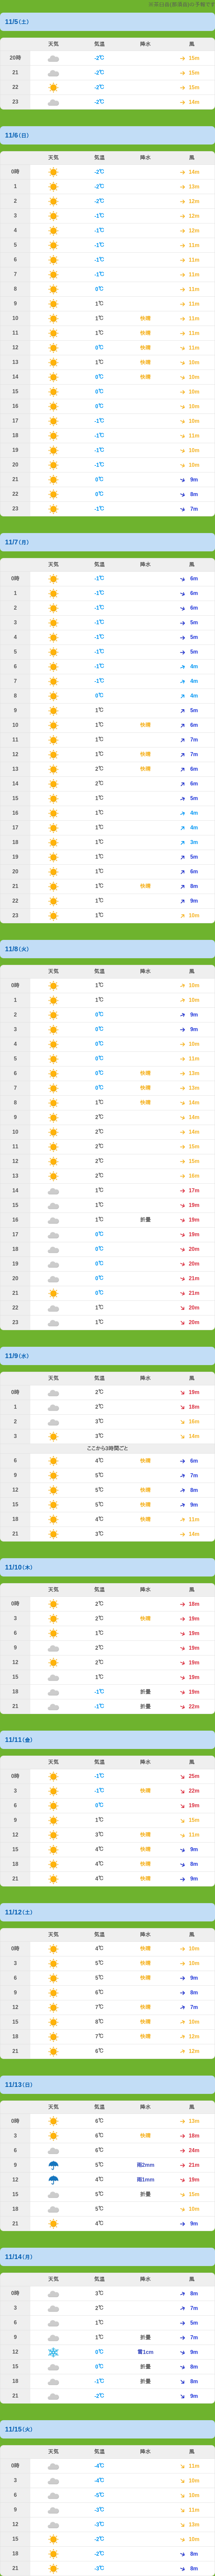 11/5(土)
天気 気温 降水 風
20時 -2℃ 15m
21 -2℃ 15m
22 -2℃ 15m
23 -2℃ 14m
11/6(日)
天気 気温 降水 風
0時 -2℃ 14m
1 -2℃ 13m
2 -2℃ 12m
3 -1℃ 12m
4 -1℃ 12m
5 -1℃ 11m
6 -1℃ 11m
7 -1℃ 11m
8 0℃ 11m
9 1℃ 11m
10 1℃ 快晴 11m
11 1℃ 快晴 11m
12 0℃ 快晴 11m
13 1℃ 快晴 10m
14 0℃ 快晴 10m
15 0℃ 10m
16 0℃ 10m
17 -1℃ 10m
18 -1℃ 11m
19 -1℃ 10m
20 -1℃ 10m
21 0℃ 9m
22 0℃ 8m
23 -1℃ 7m
11/7(月)
天気 気温 降水 風
0時 -1℃ 6m
1 -1℃ 6m
2 -1℃ 6m
3 -1℃ 5m
4 -1℃ 5m
5 -1℃ 5m
6 -1℃ 4m
7 -1℃ 4m
8 0℃ 4m
9 1℃ 5m
10 1℃ 快晴 6m
11 1℃ 7m
12 1℃ 快晴 7m
13 2℃ 快晴 6m
14 2℃ 6m
15 1℃ 5m
16 1℃ 4m
17 1℃ 4m
18 1℃ 3m
19 1℃ 5m
20 1℃ 6m
21 1℃ 快晴 8m
22 1℃ 9m
23 1℃ 10m
11/8(火)
天気 気温 降水 風
0時 1℃ 10m
1 1℃ 10m
2 0℃ 9m
3 0℃ 9m
4 0℃ 10m
5 0℃ 11m
6 0℃ 快晴 13m
7 0℃ 快晴 13m
8 1℃ 快晴 14m
9 2℃ 14m
10 2℃ 14m
11 2℃ 15m
12 2℃ 15m
13 2℃ 16m
14 1℃ 17m
15 1℃ 19m
16 1℃ 折畳 19m
17 0℃ 19m
18 0℃ 20m
19 0℃ 20m
20 0℃ 21m
21 0℃ 21m
22 1℃ 20m
23 1℃ 20m
11/9(水)
天気 気温 降水 風
0時 2℃ 19m
1 2℃ 18m
2 3℃ 16m
3 3℃ 14m
ここから3時間ごと
6 4℃ 快晴 6m
9 5℃ 7m
12 5℃ 快晴 8m
15 5℃ 快晴 9m
18 4℃ 快晴 11m
21 3℃ 14m
11/10(木)
天気 気温 降水 風
0時 2℃ 18m
3 2℃ 快晴 19m
6 1℃ 19m
9 2℃ 19m
12 2℃ 19m
15 1℃ 19m
18 -1℃ 折畳 19m
21 -1℃ 折畳 22m
11/11(金)
天気 気温 降水 風
0時 -1℃ 25m
3 -1℃ 快晴 22m
6 0℃ 19m
9 1℃ 15m
12 3℃ 快晴 11m
15 4℃ 快晴 9m
18 4℃ 快晴 8m
21 4℃ 快晴 9m
11/12(土)
天気 気温 降水 風
0時 4℃ 快晴 10m
3 5℃ 快晴 10m
6 5℃ 快晴 9m
9 6℃ 8m
12 7℃ 快晴 7m
15 8℃ 快晴 10m
18 7℃ 快晴 12m
21 6℃ 12m
11/13(日)
天気 気温 降水 風
0時 6℃ 13m
3 6℃ 快晴 18m
6 6℃ 24m
9 5℃ 雨2mm 21m
12 4℃ 雨1mm 19m
15 5℃ 折畳 15m
18 5℃ 10m
21 4℃ 9m
11/14(月)
天気 気温 降水 風
0時 3℃ 8m
3 2℃ 7m
6 1℃ 5m
9 1℃ 折畳 7m
12 0℃ 雪1cm 9m
15 0℃ 折畳 8m
18 -1℃ 折畳 8m
21 -2℃ 9m
11/15(火)
天気 気温 降水 風
0時 -4℃ 11m
3 -4℃ 10m
6 -5℃ 10m
9 -3℃ 11m
12 -3℃ 13m
15 -2℃ 10m
18 -2℃ 8m
21 -3℃ 8m